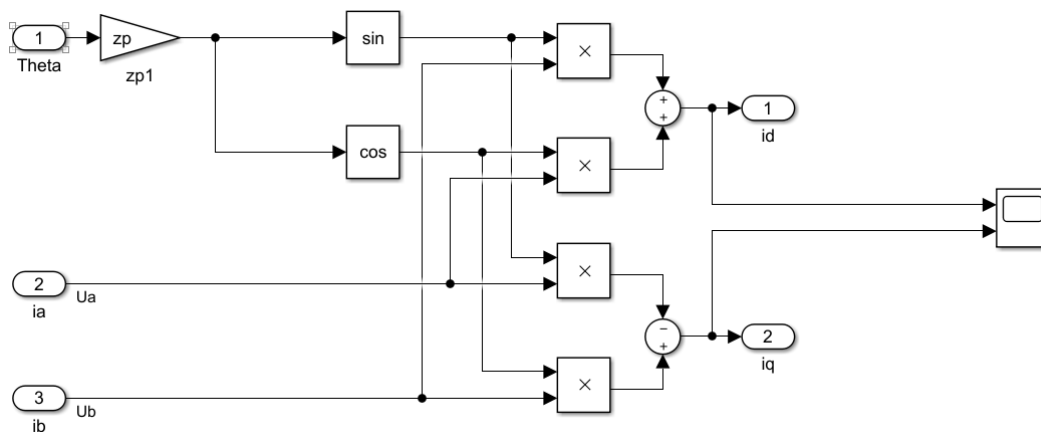 1
Theta
zp
zp1
sin
×
+
+
1
id
cos
×
2
ia
Ua
×
−
+
2
iq
3
ib
Ub
×